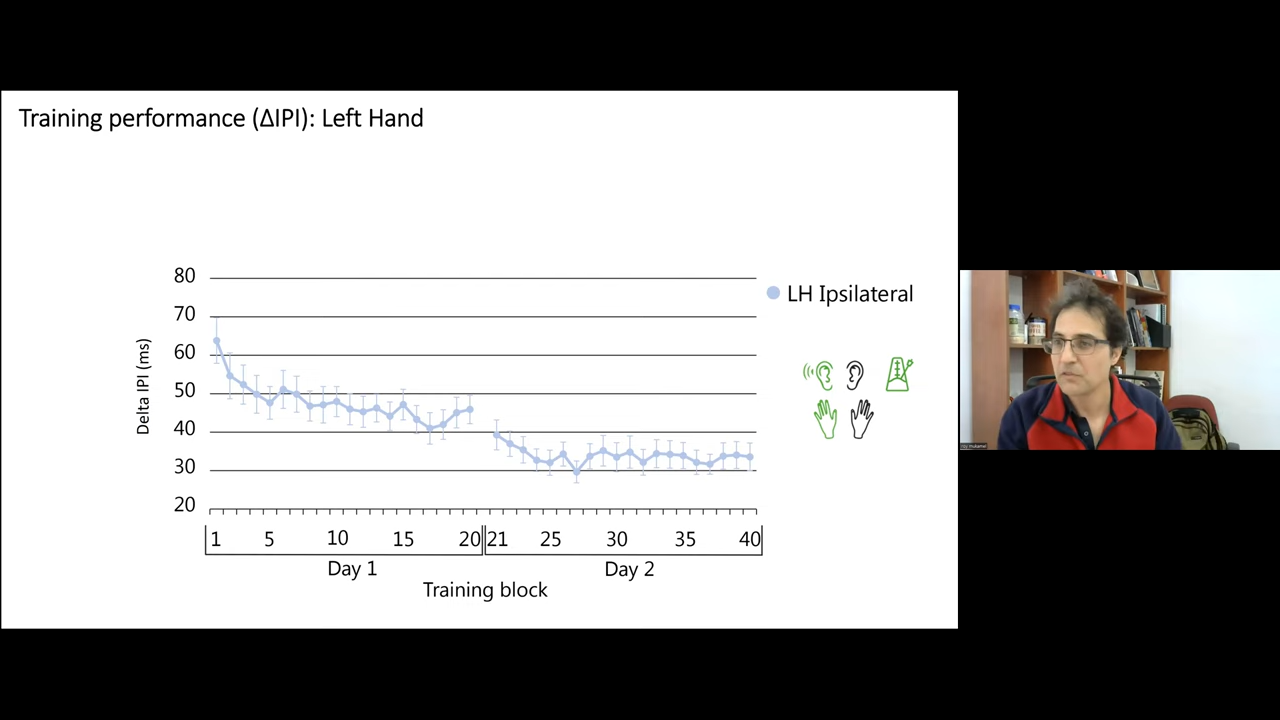 Training performance (ΔIPI): Left Hand
80
70
60
50
40
30
20
Delta IPI (ms)
LH Ipsilateral
1 5 10 15 20 21 25 30 35 40
Day 1 Day 2
Training block